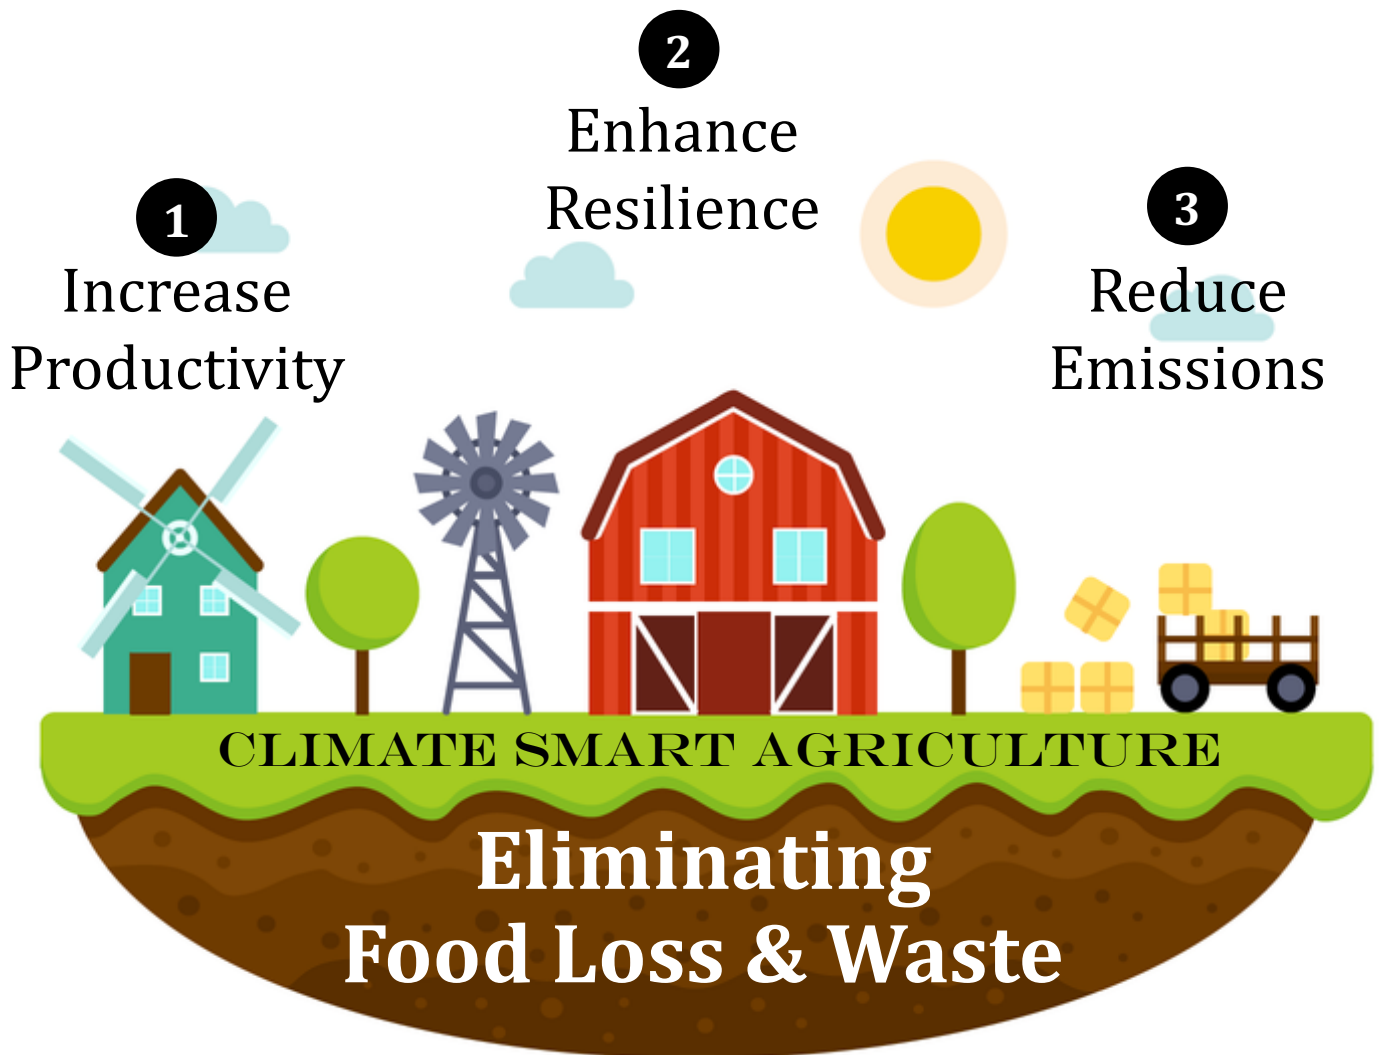 1
Increase
Productivity
2
Enhance
Resilience
3
Reduce
Emissions
CLIMATE SMART AGRICULTURE
Eliminating
Food Loss & Waste